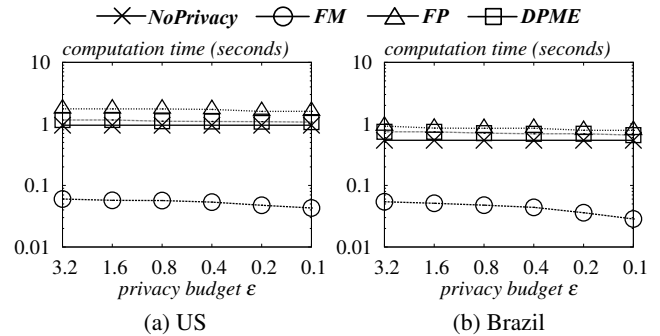 NoPrivacy FM FP DPME
computation time (seconds) computation time (seconds)
10 10
1 1
0.1 0.1
0.01 0.01
3.2 1.6 0.8 0.4 0.2 0.1 3.2 1.6 0.8 0.4 0.2 0.1
privacy budget ε privacy budget ε
(a) US (b) Brazil